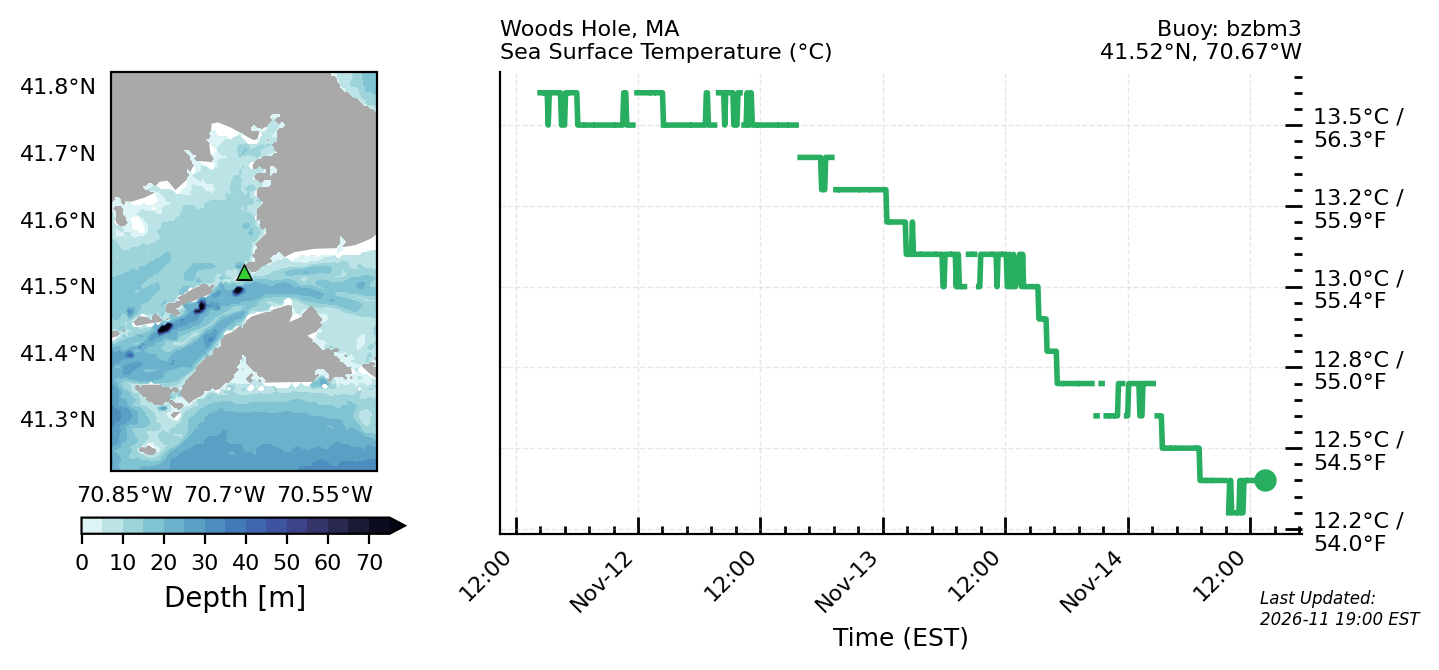 Woods Hole, MA
Sea Surface Temperature (°C)
Buoy: bzbm3
41.52°N, 70.67°W
41.8°N
41.7°N
41.6°N
41.5°N
41.4°N
41.3°N
70.85°W 70.7°W 70.55°W
0 10 20 30 40 50 60 70
Depth [m]
13.5°C /
56.3°F
13.2°C /
55.9°F
13.0°C /
55.4°F
12.8°C /
55.0°F
12.5°C /
54.5°F
12.2°C /
54.0°F
12:00
Nov-12
12:00
Nov-13
12:00
Nov-14
12:00
Time (EST)
Last Updated:
2026-11 19:00 EST